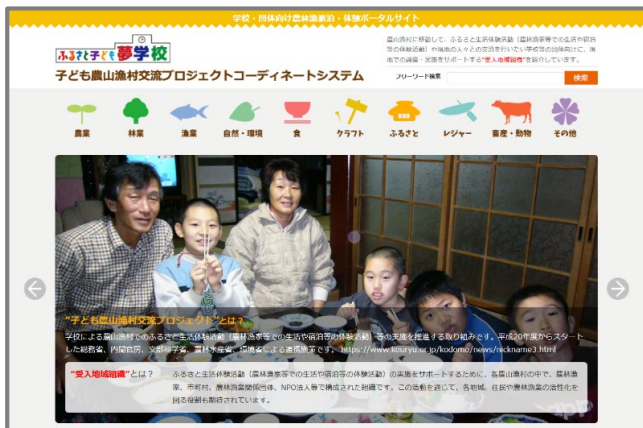 学校・団体向け農林漁家泊・体験ポータルサイト
ふるさと子ども夢学校
子ども農山漁村交流プロジェクトコーディネートシステム
農山漁村に移動して、ふるさと生活体験活動（農林漁家等での生活や宿泊
等の体験活動）や現地の人々との交流を行いたい学校等の団体向けに、現
地での調整・実施をサポートする"受入地域組織"を紹介しています。
フリーワード検索
検索
農業
林業
漁業
自然・環境
食
クラフト
ふるさと
レジャー
畜産・動物
その他
"子ども農山漁村交流プロジェクト"とは？
学校による農山漁村でのふるさと生活体験活動（農林漁家等での生活や宿泊等の体験活動）等の実施を推進する取り組みです。平成20年度からスタート
した総務省、内閣官房、文部科学省、農林水産省、環境省による連携施策です。https://www.kouryu.or.jp/kodomo/news/nickname3.html
"受入地域組織"とは？
ふるさと生活体験活動（農林漁家等での生活や宿泊等の体験活動）の実施をサポートするために、各農山漁村の中で、農林漁
家、市町村、農林漁業関係団体、NPO法人等で構成された組織です。この活動を通じて、各地域、住民や農林漁業の活性化を
図る役割も期待されています。